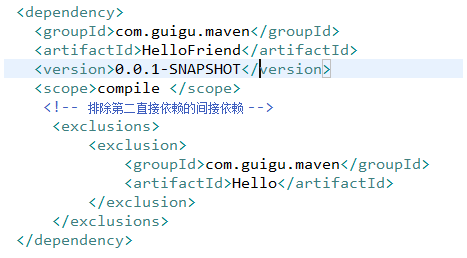 <dependency>
<groupId>com.guigu.maven</groupId>
<artifactId>HelloFriend</artifactId>
<version>0.0.1-SNAPSHOT</version>
<scope>compile </scope>
<!-- 排除第二直接依赖的间接依赖 -->
<exclusions>
<exclusion>
<groupId>com.guigu.maven</groupId>
<artifactId>Hello</artifactId>
</exclusion>
</exclusions>
</dependency>